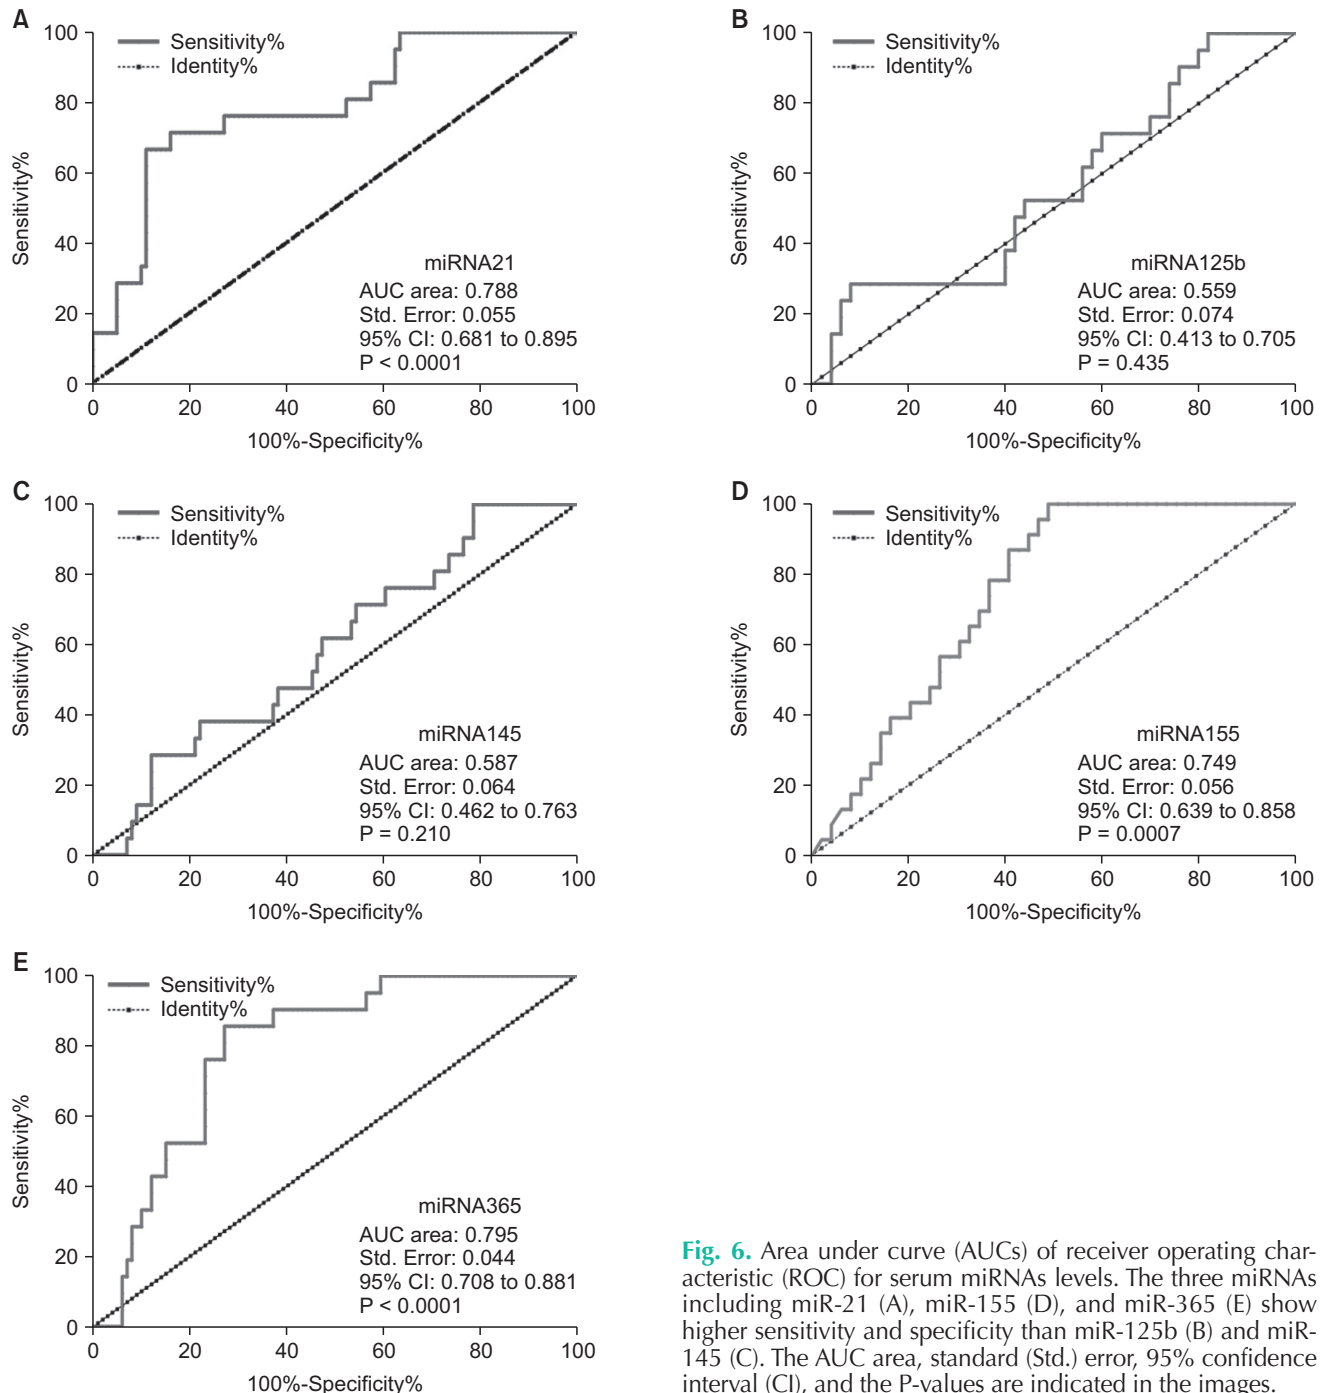 A
100
80
60
40
20
0
Sensitivity%
Sensitivity%
Identity%
miRNA21
AUC area: 0.788
Std. Error: 0.055
95% CI: 0.681 to 0.895
P < 0.0001
0 20 40 60 80 100
100%-Specificity%
B
100
80
60
40
20
0
Sensitivity%
Sensitivity%
Identity%
miRNA125b
AUC area: 0.559
Std. Error: 0.074
95% CI: 0.413 to 0.705
P = 0.435
0 20 40 60 80 100
100%-Specificity%
C
100
80
60
40
20
0
Sensitivity%
Sensitivity%
Identity%
miRNA145
AUC area: 0.587
Std. Error: 0.064
95% CI: 0.462 to 0.763
P = 0.210
0 20 40 60 80 100
100%-Specificity%
D
100
80
60
40
20
0
Sensitivity%
Sensitivity%
Identity%
miRNA155
AUC area: 0.749
Std. Error: 0.056
95% CI: 0.639 to 0.858
P = 0.0007
0 20 40 60 80 100
100%-Specificity%
E
100
80
60
40
20
0
Sensitivity%
Sensitivity%
Identity%
miRNA365
AUC area: 0.795
Std. Error: 0.044
95% CI: 0.708 to 0.881
P < 0.0001
0 20 40 60 80 100
100%-Specificity%
Fig. 6. Area under curve (AUCs) of receiver operating char-
acteristic (ROC) for serum miRNAs levels. The three miRNAs
including miR-21 (A), miR-155 (D), and miR-365 (E) show
higher sensitivity and specificity than miR-125b (B) and miR-
145 (C). The AUC area, standard (Std.) error, 95% confidence
interval (CI), and the P-values are indicated in the images.